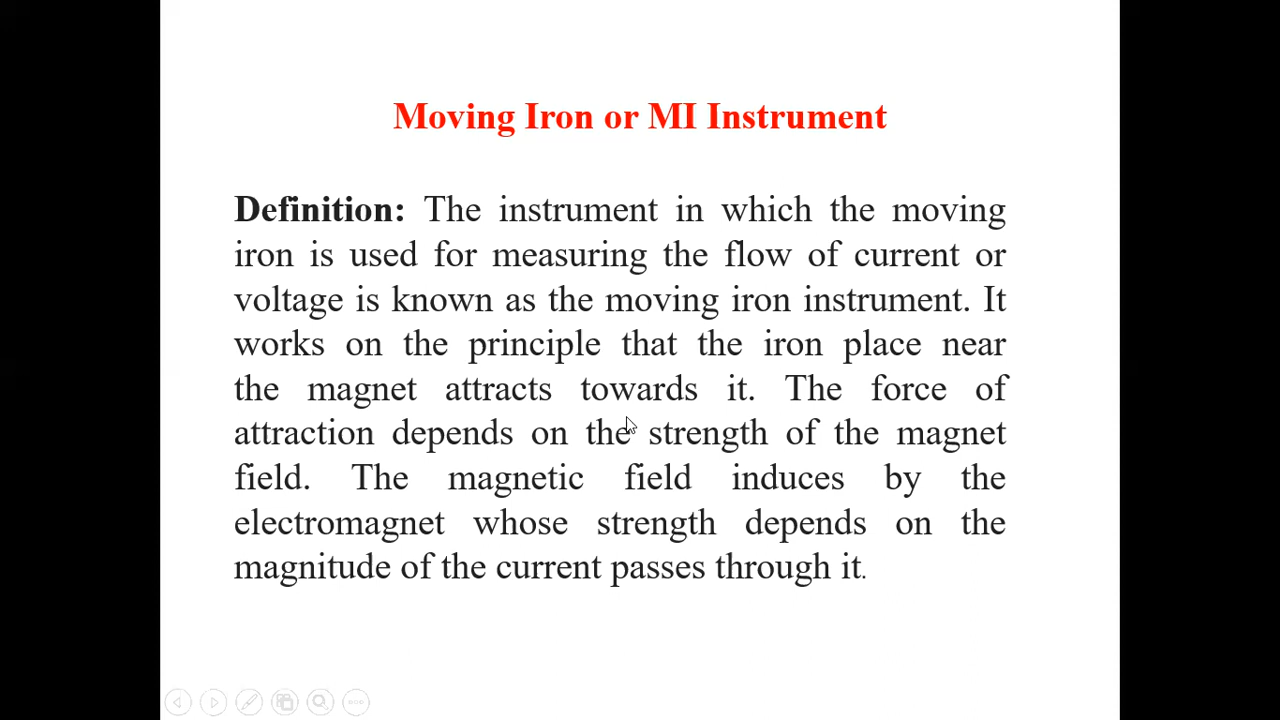 Moving Iron or MI Instrument
Definition: The instrument in which the moving
iron is used for measuring the flow of current or
voltage is known as the moving iron instrument. It
works on the principle that the iron place near
the magnet attracts towards it. The force of
attraction depends on the strength of the magnet
field. The magnetic field induces by the
electromagnet whose strength depends on the
magnitude of the current passes through it.